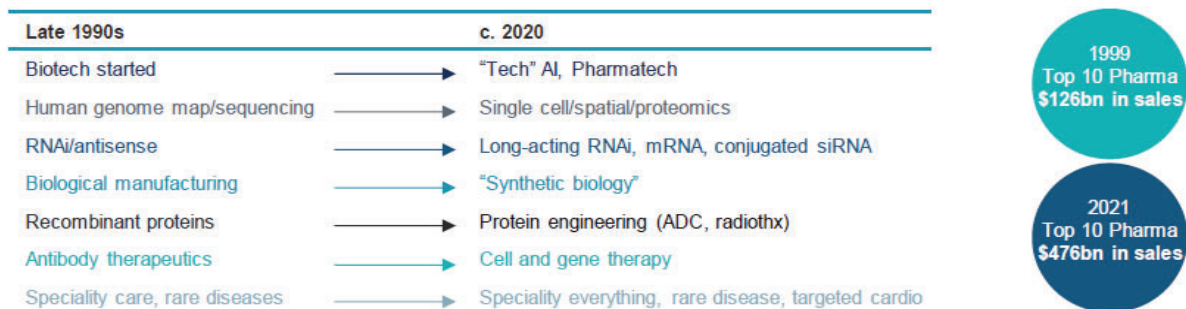 Late 1990s c. 2020
Biotech started “Tech” AI, Pharmatech
Human genome map/sequencing Single cell/spatial/proteomics
RNAi/antisense Long-acting RNAi, mRNA, conjugated siRNA
Biological manufacturing “Synthetic biology”
Recombinant proteins Protein engineering (ADC, radiothx)
Antibody therapeutics Cell and gene therapy
Speciality care, rare diseases Speciality everything, rare disease, targeted cardio
1999
Top 10 Pharma
$126bn in sales
2021
Top 10 Pharma
$476bn in sales